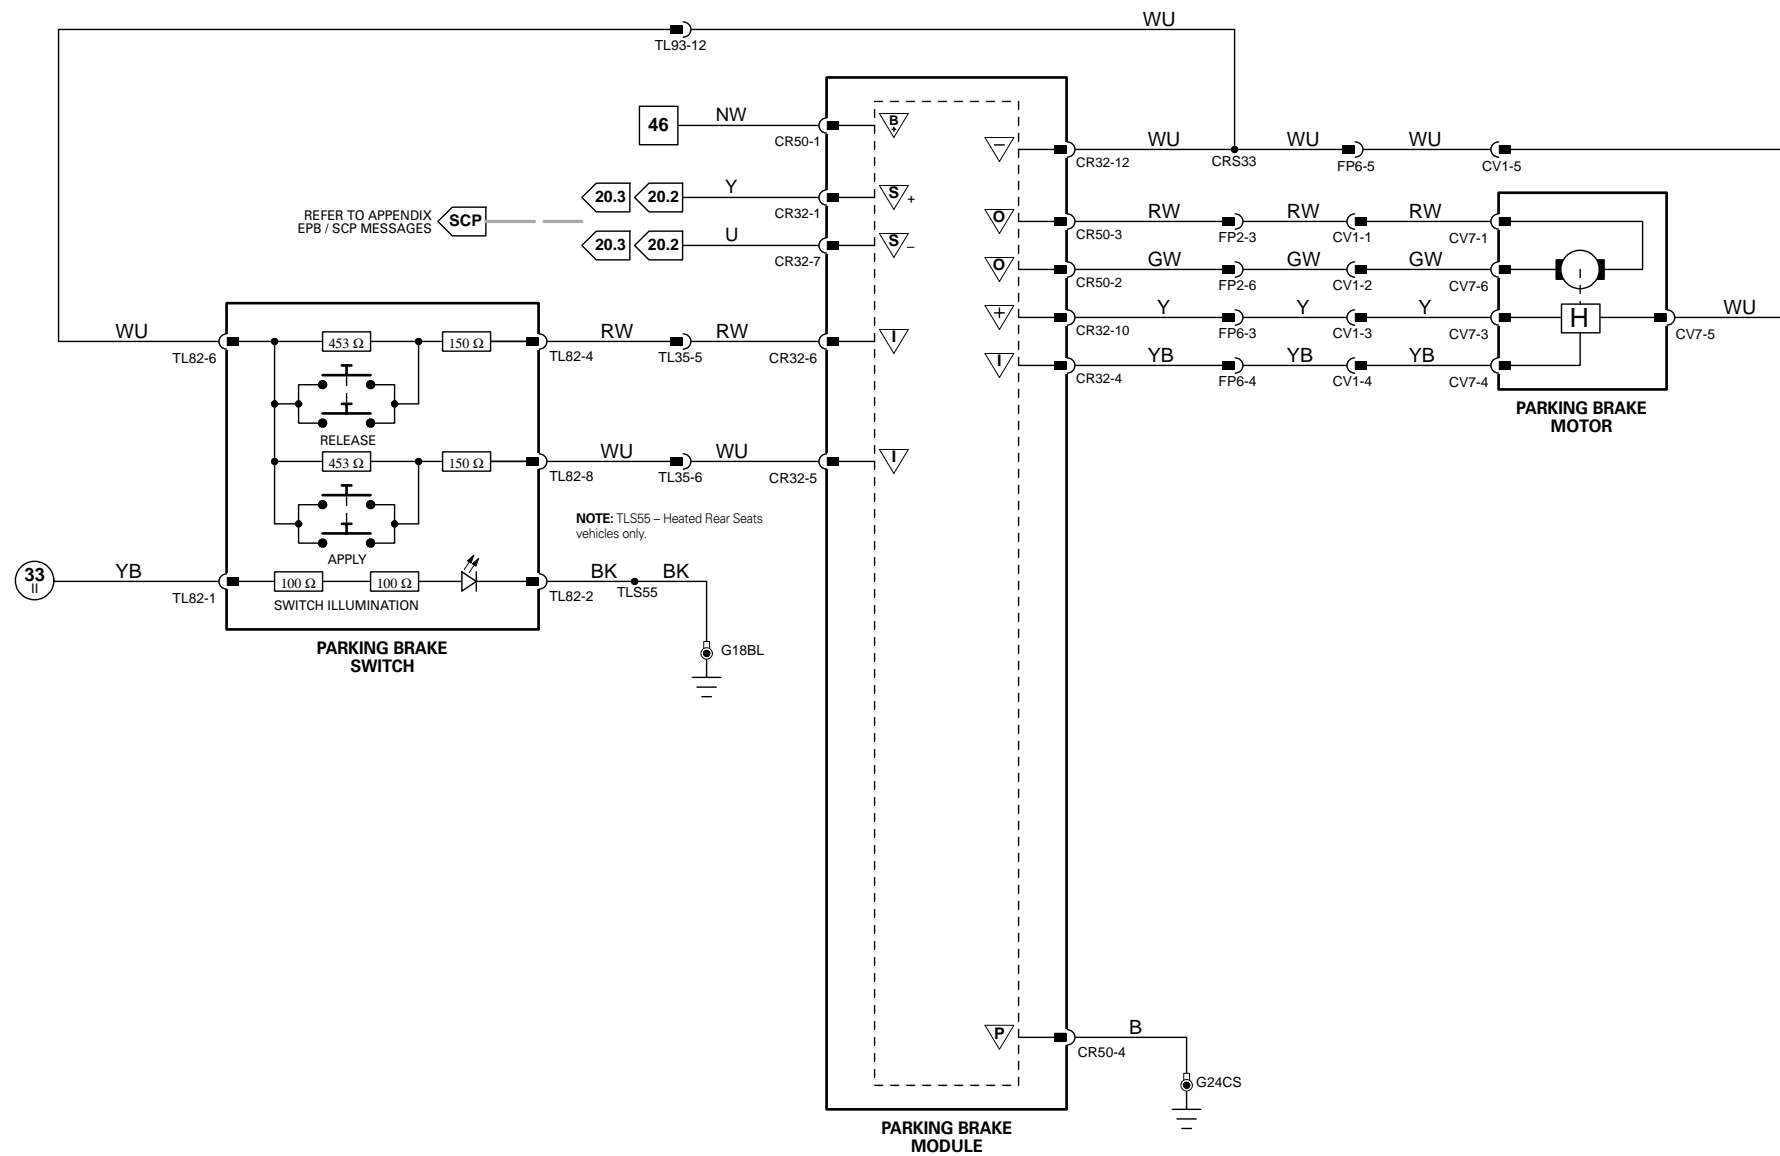 WU
TL93-12
46
NW
CR50-1
B
+
20.3
20.2
Y
CR32-1
S
+
REFER TO APPENDIX
EPB / SCP MESSAGES
SCP
20.3
20.2
U
CR32-7
S
–
–
CR32-12
WU
CRS33
WU
FP6-5
WU
CV1-5
O
CR50-3
RW
FP2-3
RW
CV1-1
RW
CV7-1
O
CR50-2
GW
FP2-6
GW
CV1-2
GW
CV7-6
+
CR32-10
Y
FP6-3
Y
CV1-3
Y
CV7-3
H
CV7-5
WU
I
CR32-4
YB
FP6-4
YB
CV1-4
YB
CV7-4
PARKING BRAKE
MOTOR
WU
TL82-6
453 Ω
150 Ω
TL82-4
RW
TL35-5
RW
CR32-6
I
RELEASE
453 Ω
150 Ω
TL82-8
WU
TL35-6
WU
CR32-5
I
APPLY
NOTE: TLS55 – Heated Rear Seats
vehicles only.
33
II
YB
TL82-1
100 Ω
100 Ω
SWITCH ILLUMINATION
TL82-2
BK
TLS55
BK
G18BL
PARKING BRAKE
SWITCH
P
CR50-4
B
G24CS
PARKING BRAKE
MODULE